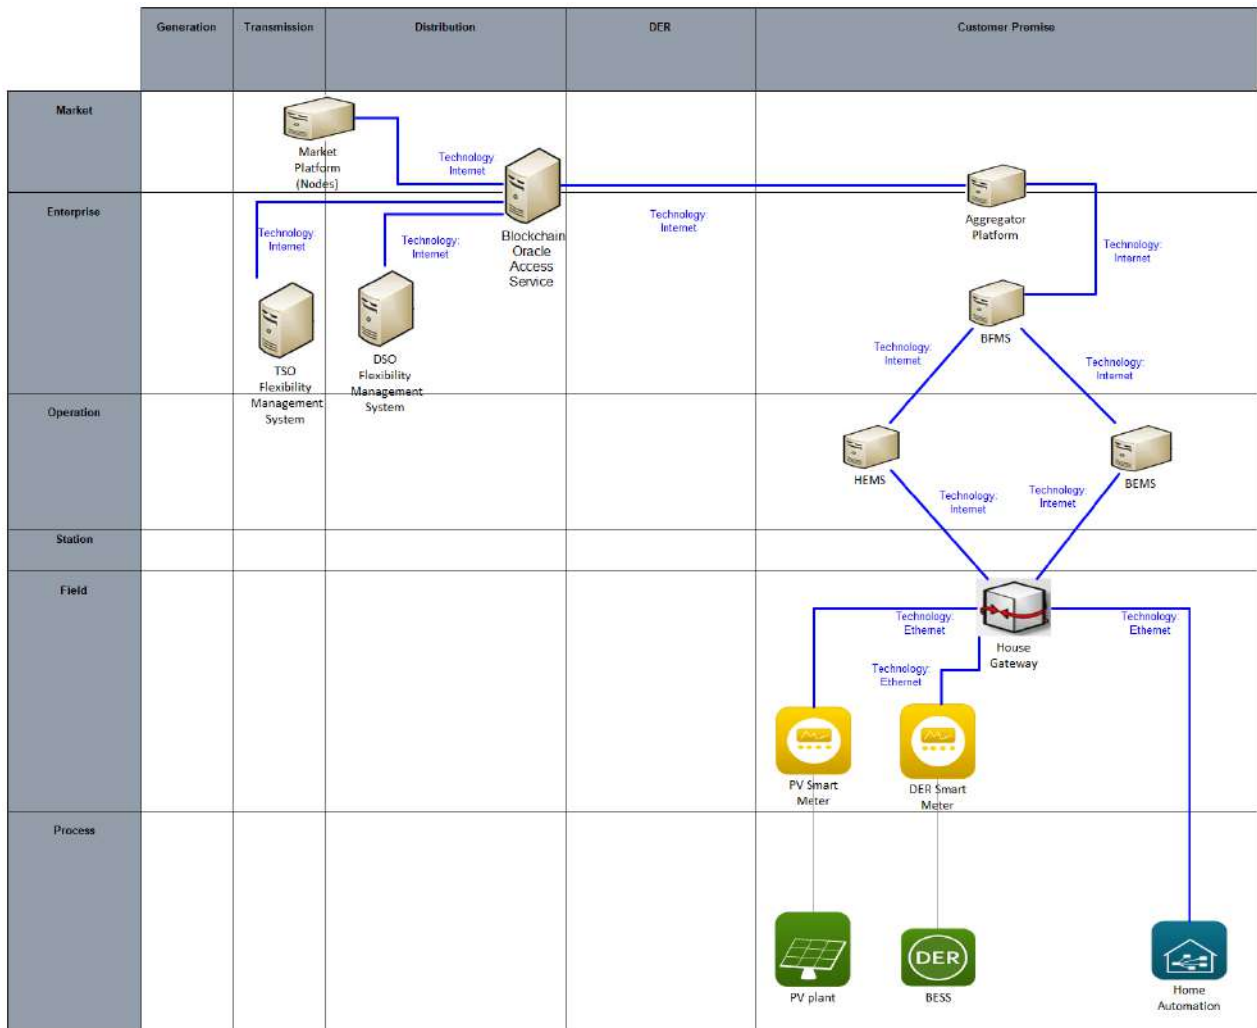 Generation
Transmission
Distribution
DER
Customer Premise
Market
Market
Platform
(Nodes)
Technology
Internet
Enterprise
Technology:
Internet
Technology:
Internet
Blockchain
Oracle
Access
Service
Technology:
Internet
Aggregator
Platform
Technology:
Internet
BFMS
TSO
Flexibility
Management
System
DSO
Flexibility
Management
System
Technology:
Internet
Technology:
Internet
Operation
HEMS
BEMS
Technology:
Internet
Technology:
Internet
Station
Field
House
Gateway
Technology:
Ethernet
Technology:
Ethernet
Technology:
Ethernet
PV Smart
Meter
DER Smart
Meter
Process
PV plant
DER
BESS
Home
Automation